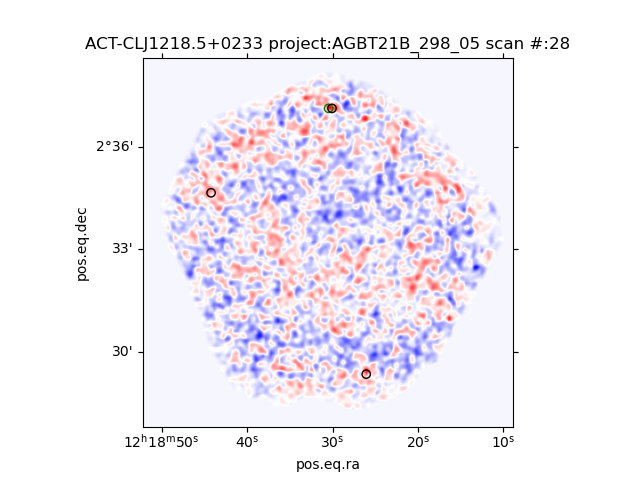 ACT-CLJ1218.5+0233 project:AGBT21B_298_05 scan #:28
pos.eq.dec
2°36'
33'
30'
12ʰ18ᵐ50ˢ 40ˢ 30ˢ 20ˢ 10ˢ
pos.eq.ra